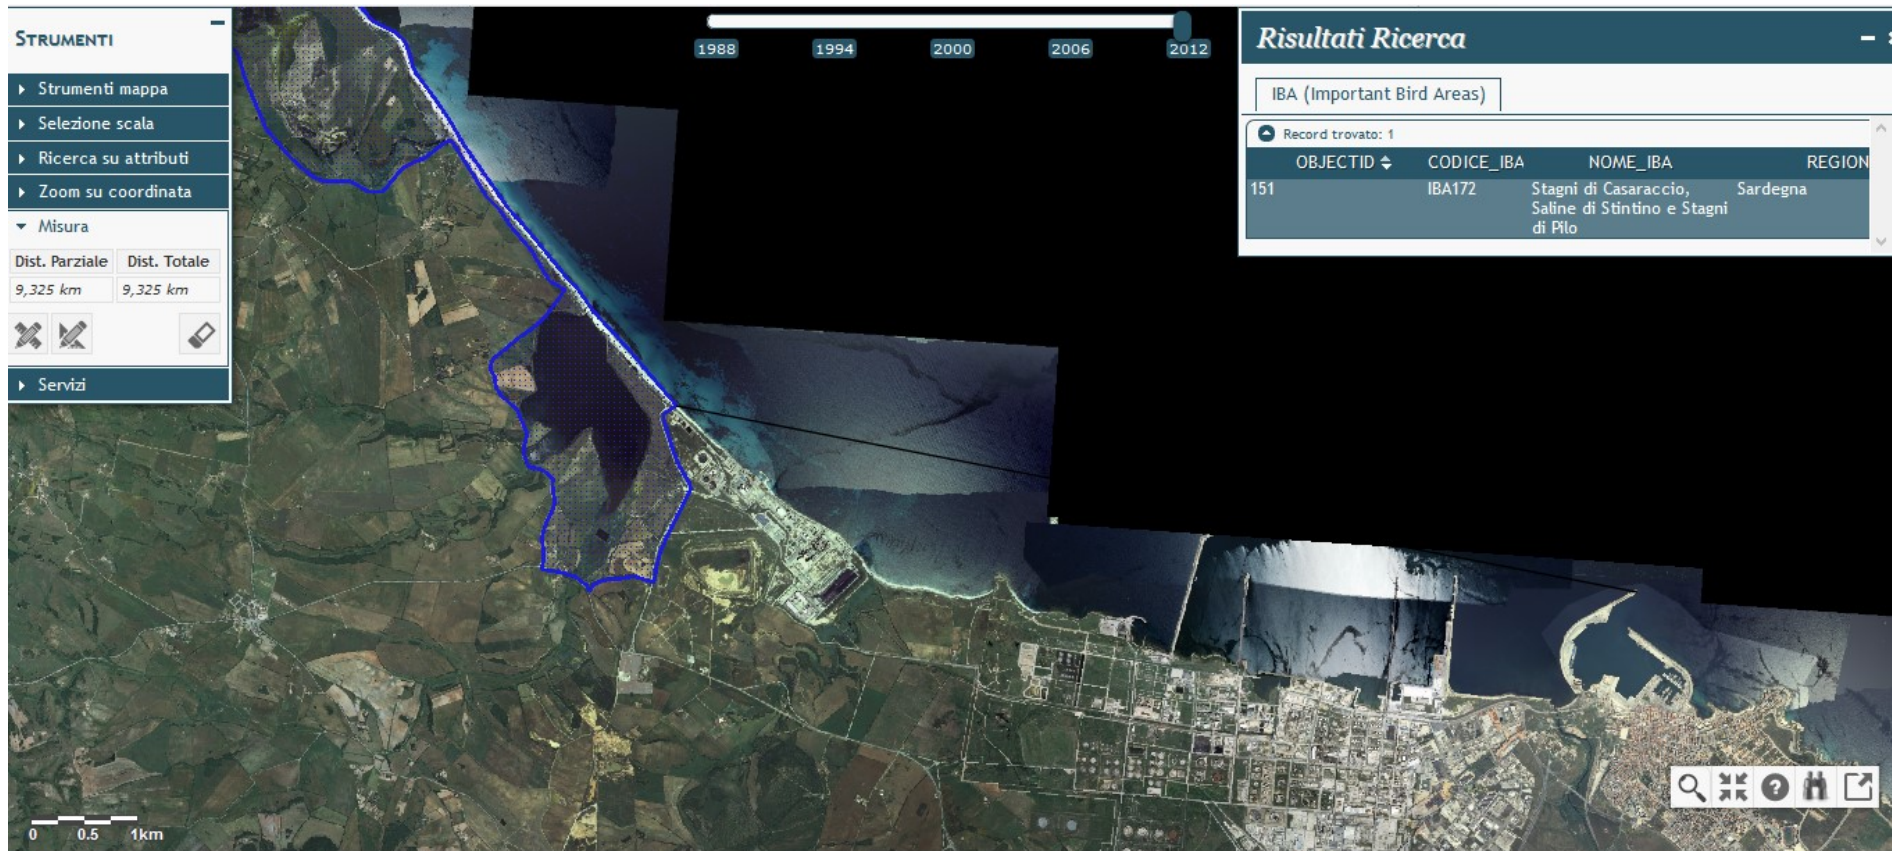 STRUMENTI
Strumenti mappa
Selezione scala
Ricerca su attributi
Zoom su coordinata
Misura
Dist. Parziale Dist. Totale
9,325 km 9,325 km
Servizi
1988 1994 2000 2006 2012
Risultati Ricerca
IBA (Important Bird Areas)
Record trovato: 1
OBJECTID CODICE_IBA NOME_IBA REGION
151 IBA172 Stagni di Casaraccio, Sardegna
Saline di Stintino e Stagni
di Pilo
0 0.5 1km